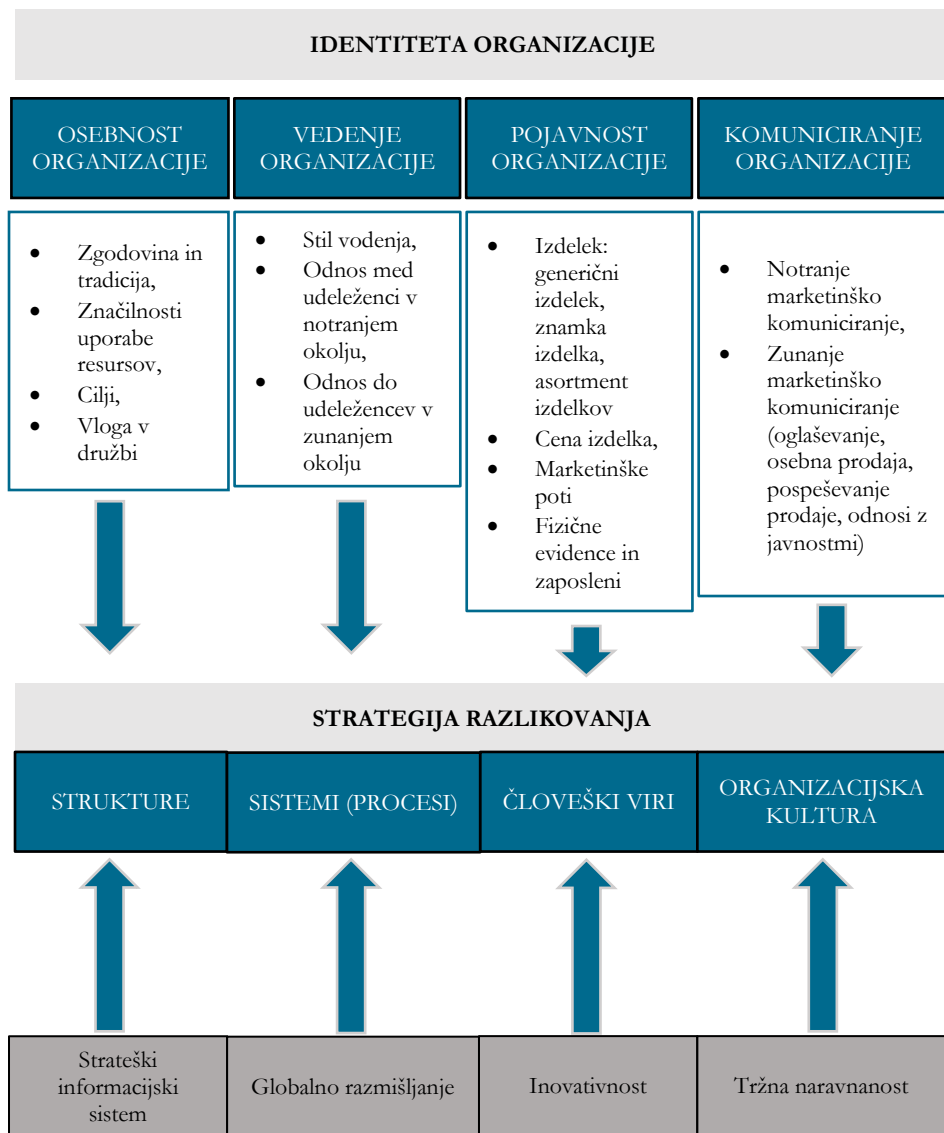 IDENTITETA ORGANIZACIJE
OSEBNOST
ORGANIZACIJE
VEDENJE
ORGANIZACIJE
POJAVNOST
ORGANIZACIJE
KOMUNICIRANJE
ORGANIZACIJE
• Zgodovina in
tradicija,
• Značilnosti
uporabe
resursov,
• Cilji,
• Vloga v
družbi
• Stil vodenja,
• Odnos med
udeleženci v
notranjem
okolju,
• Odnos do
udeležencev v
zunanjem
okolju
• Izdelek:
generični
izdelek,
znamka
izdelka,
asortment
izdelkov
• Cena izdelka,
• Marketinške
poti
• Fizične
evidence in
zaposleni
• Notranje
marketinško
komuniciranje,
• Zunanje
marketinško
komuniciranje
(oglaševanje,
osebna prodaja,
pospeševanje
prodaje, odnosi z
javnostmi)
STRATEGIJA RAZLIKOVANJA
STRUKTURE
SISTEMI (PROCESI)
ČLOVEŠKI VIRI
ORGANIZACIJSKA
KULTURA
Strateški
informacijski
sistem
Globalno razmišljanje
Inovativnost
Tržna naravnanost